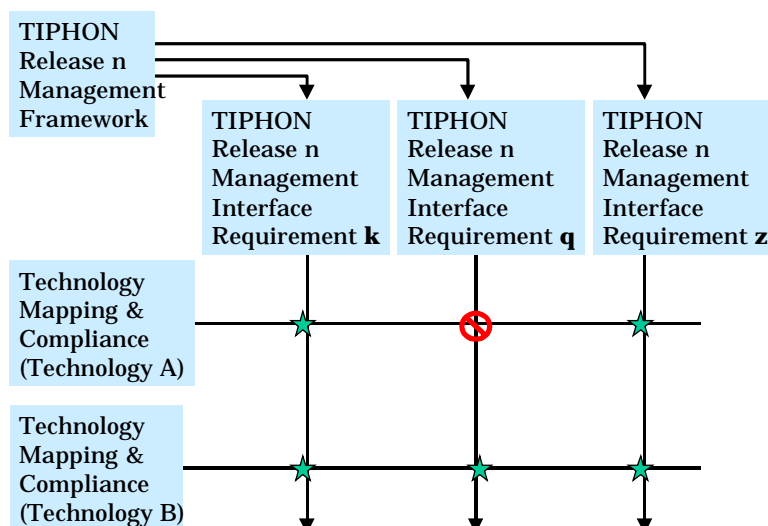 TIPHON
Release n
Management
Framework
TIPHON
Release n
Management
Interface
Requirement k
TIPHON
Release n
Management
Interface
Requirement q
TIPHON
Release n
Management
Interface
Requirement z
Technology
Mapping &
Compliance
(Technology A)
Technology
Mapping &
Compliance
(Technology B)